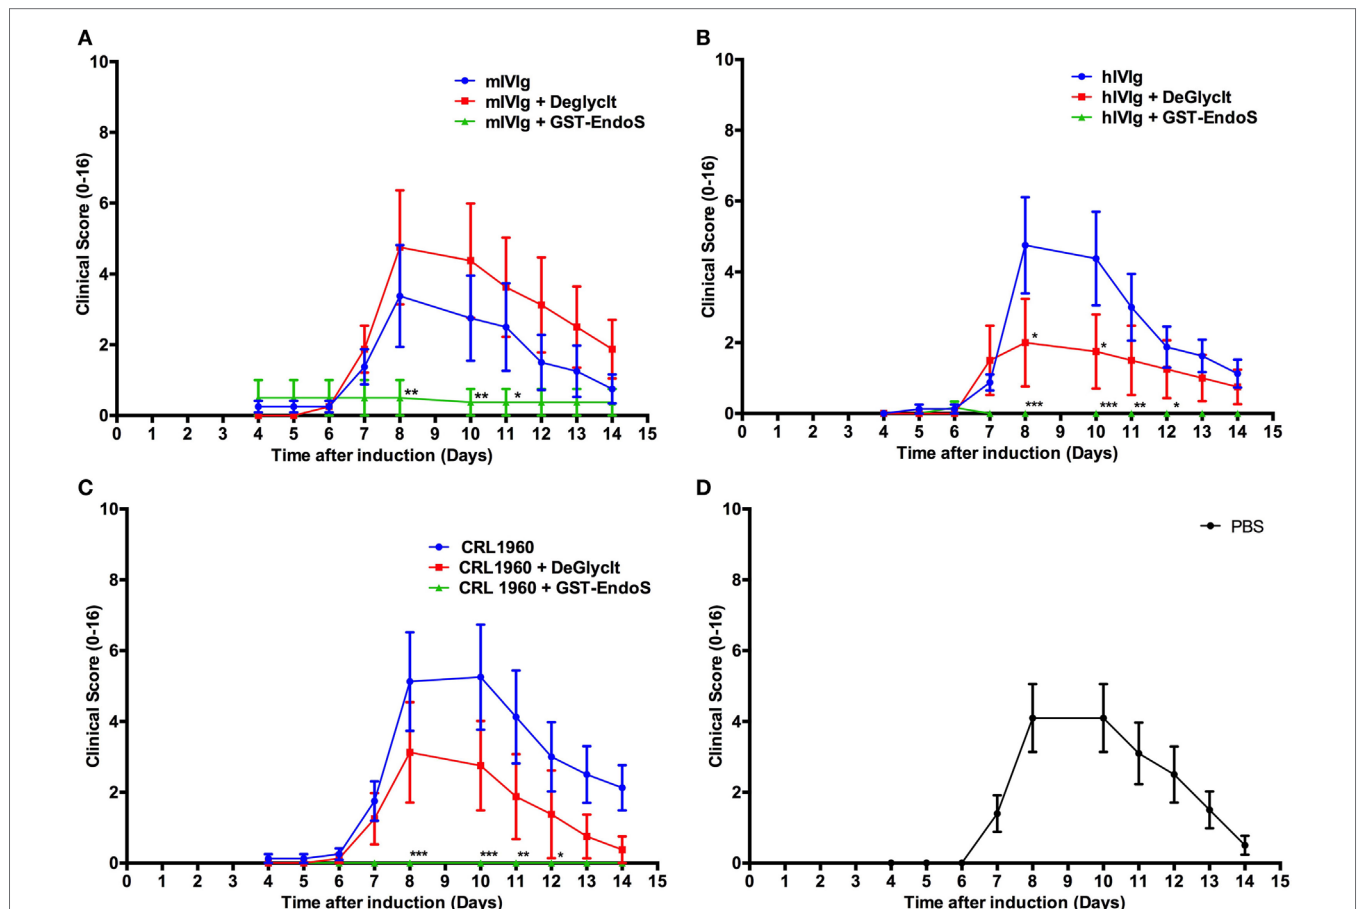 A
10
8
6
4
2
0
Clinical Score (0-16)
mIVIg
mIVIg + DeglycIt
mIVIg + GST-EndoS
** ** *
0 1 2 3 4 5 6 7 8 9 10 11 12 13 14 15
Time after induction (Days)
B
10
8
6
4
2
0
Clinical Score (0-16)
hIVIg
hIVIg + DeGlycIt
hIVIg + GST-EndoS
* *
*** *** ** *
0 1 2 3 4 5 6 7 8 9 10 11 12 13 14 15
Time after induction (Days)
C
10
8
6
4
2
0
Clinical Score (0-16)
CRL1960
CRL1960 + DeGlycIt
CRL 1960 + GST-EndoS
*** *** ** *
0 1 2 3 4 5 6 7 8 9 10 11 12 13 14 15
Time after induction (Days)
D
10
8
6
4
2
0
Clinical Score (0-16)
PBS
0 1 2 3 4 5 6 7 8 9 10 11 12 13 14 15
Time after induction (Days)